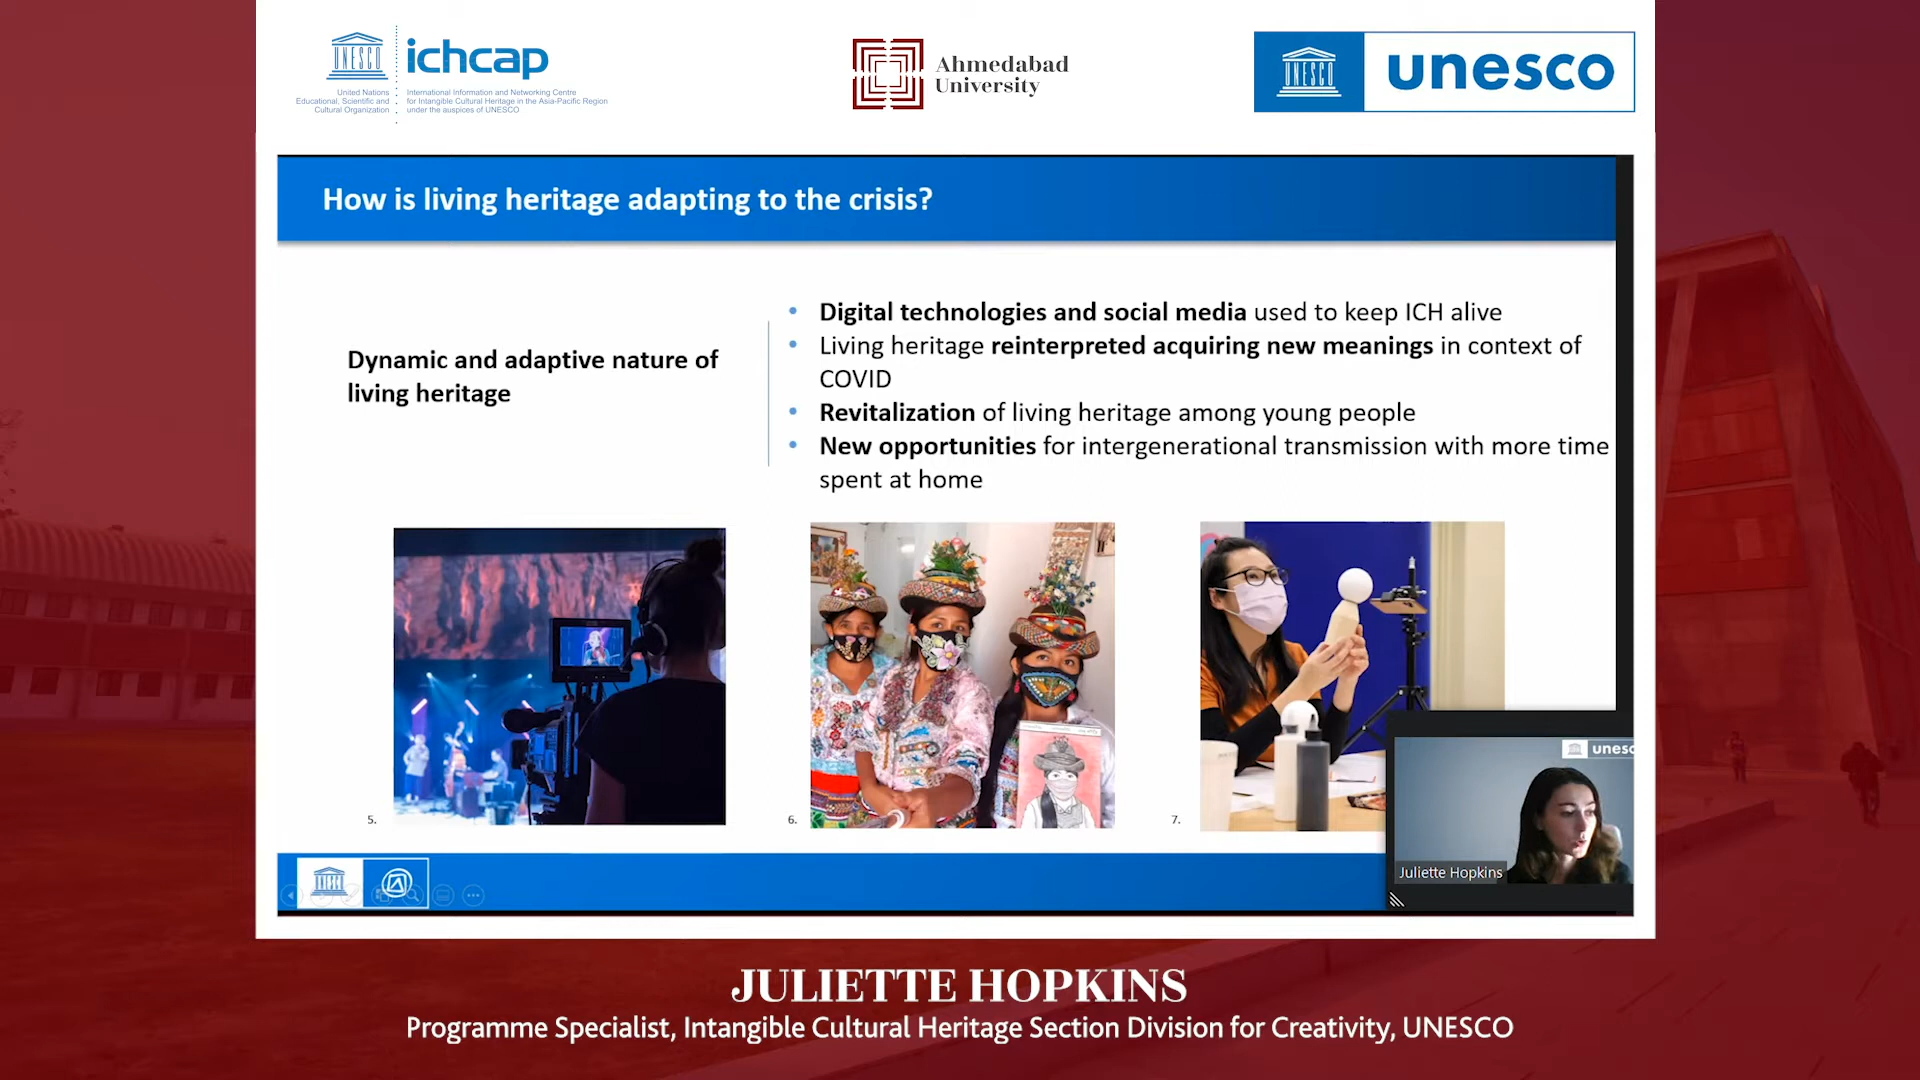 UNESCO
United Nations
Educational, Scientific and
Cultural Organization
ichcap
International Information and Networking Centre
for Intangible Cultural Heritage in the Asia-Pacific Region
under the auspices of UNESCO
Ahmedabad
University
UNESCO
unesco
How is living heritage adapting to the crisis?
Dynamic and adaptive nature of
living heritage
• Digital technologies and social media used to keep ICH alive
• Living heritage reinterpreted acquiring new meanings in context of
COVID
• Revitalization of living heritage among young people
• New opportunities for intergenerational transmission with more time
spent at home
5.
6.
7.
unesc
Juliette Hopkins
JULIETTE HOPKINS
Programme Specialist, Intangible Cultural Heritage Section Division for Creativity, UNESCO